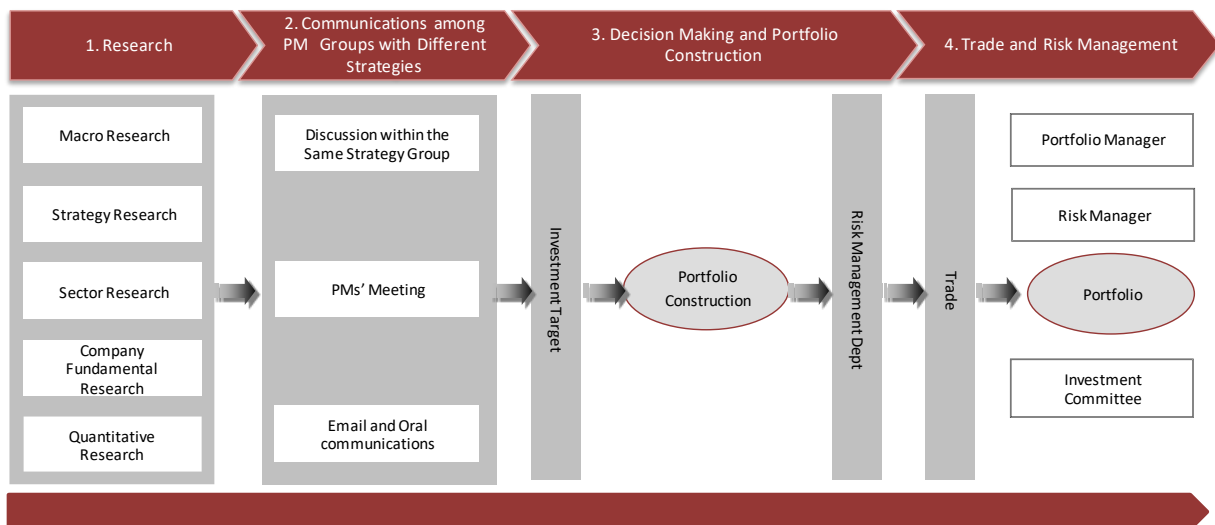 1. Research
2. Communications among
PM Groups with Different
Strategies
3. Decision Making and Portfolio
Construction
4. Trade and Risk Management
Macro Research
Strategy Research
Sector Research
Company
Fundamental
Research
Quantitative
Research
Discussion within the
Same Strategy Group
PMs' Meeting
Email and Oral
communications
Investment Target
Portfolio
Construction
Risk Management Dept
Trade
Portfolio Manager
Risk Manager
Portfolio
Investment
Committee